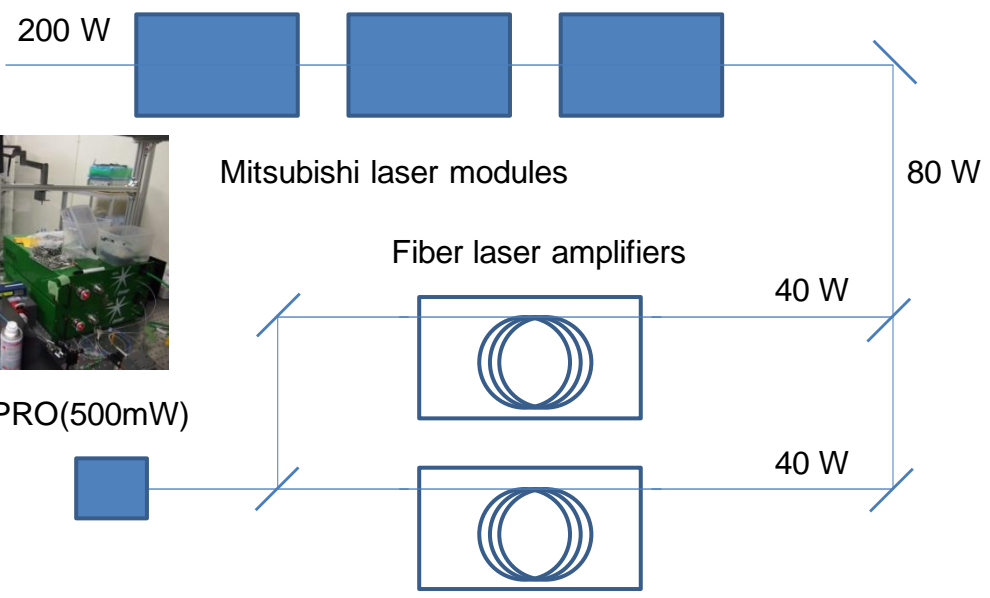 200 W
Mitsubishi laser modules
80 W
Fiber laser amplifiers
40 W
PRO(500mW)
40 W